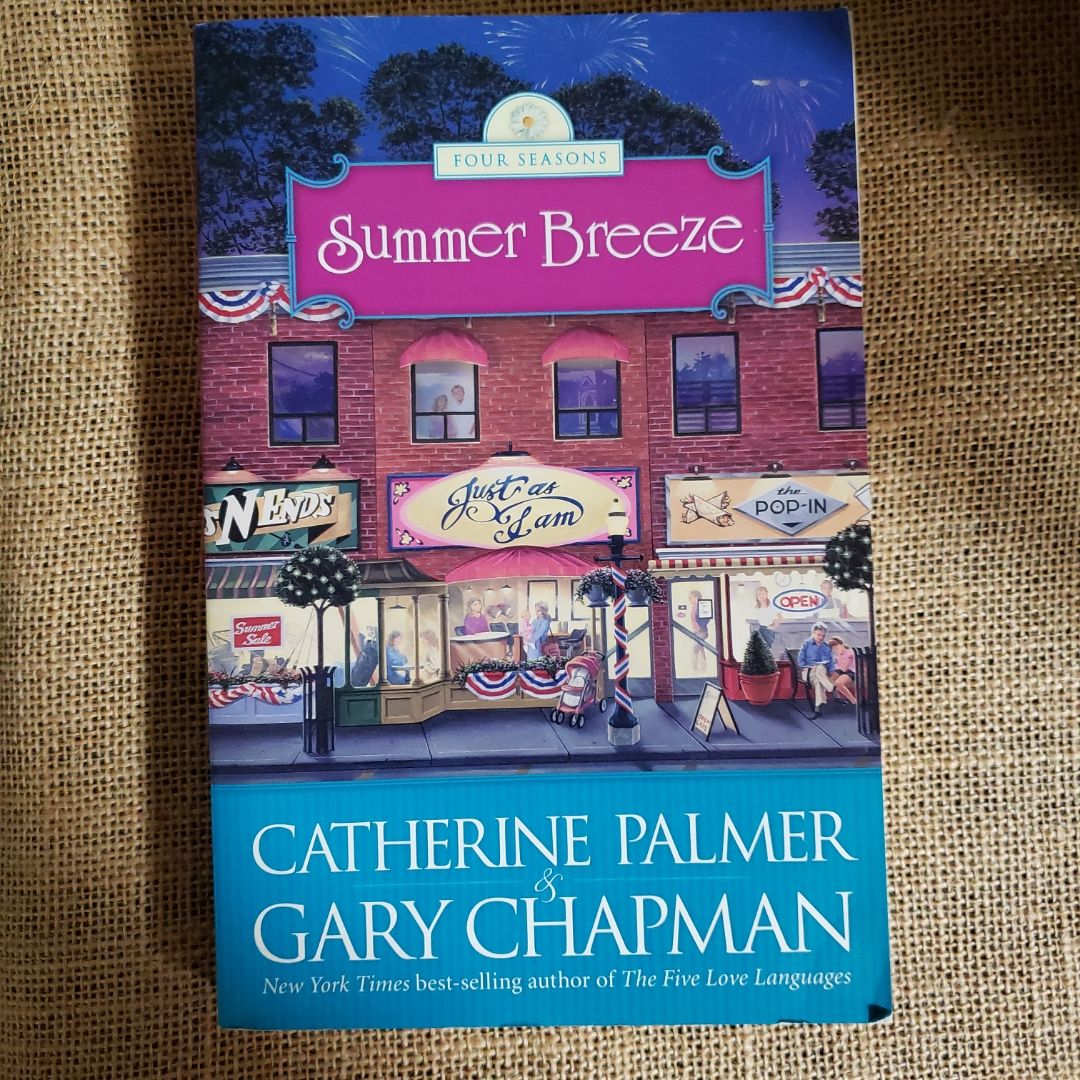 FOUR SEASONS
Summer Breeze
Just as
I am
the
POP-IN
N ENDS
OPEN
Summer
Sale
CATHERINE PALMER
&
GARY CHAPMAN
New York Times best-selling author of The Five Love Languages